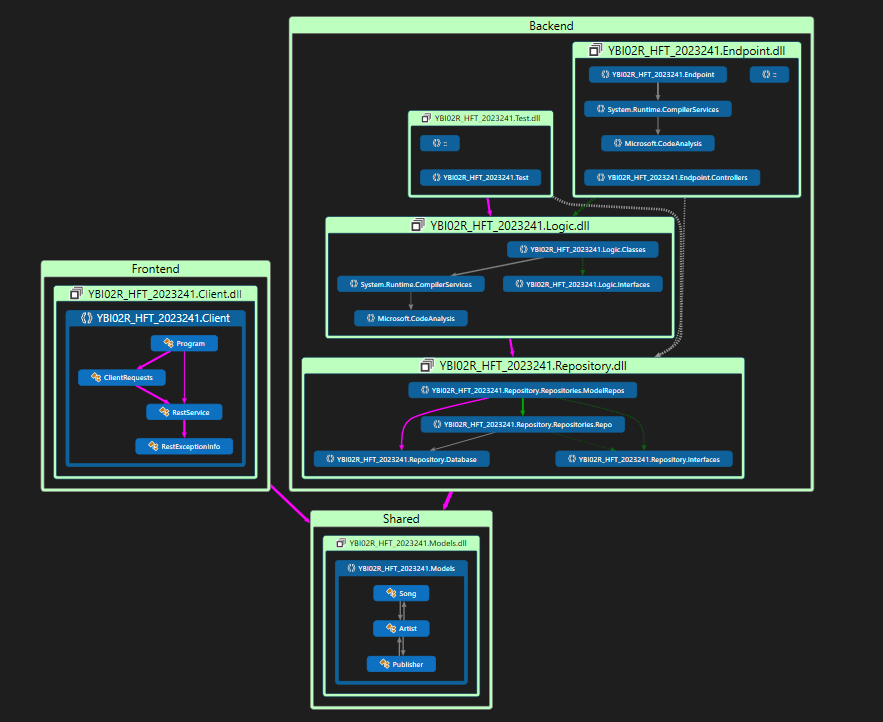 Backend
YBI02R_HFT_2023241.Endpoint.dll
YBI02R_HFT_2023241.Endpoint
::
System.Runtime.CompilerServices
Microsoft.CodeAnalysis
YBI02R_HFT_2023241.Endpoint.Controllers
YBI02R_HFT_2023241.Test.dll
::
YBI02R_HFT_2023241.Test
YBI02R_HFT_2023241.Logic.dll
YBI02R_HFT_2023241.Logic.Classes
System.Runtime.CompilerServices
YBI02R_HFT_2023241.Logic.Interfaces
Microsoft.CodeAnalysis
YBI02R_HFT_2023241.Repository.dll
YBI02R_HFT_2023241.Repository.Repositories.ModelRepos
YBI02R_HFT_2023241.Repository.Repositories.Repo
YBI02R_HFT_2023241.Repository.Database
YBI02R_HFT_2023241.Repository.Interfaces
Frontend
YBI02R_HFT_2023241.Client.dll
YBI02R_HFT_2023241.Client
Program
ClientRequests
RestService
RestExceptionInfo
Shared
YBI02R_HFT_2023241.Models.dll
YBI02R_HFT_2023241.Models
Song
Artist
Publisher